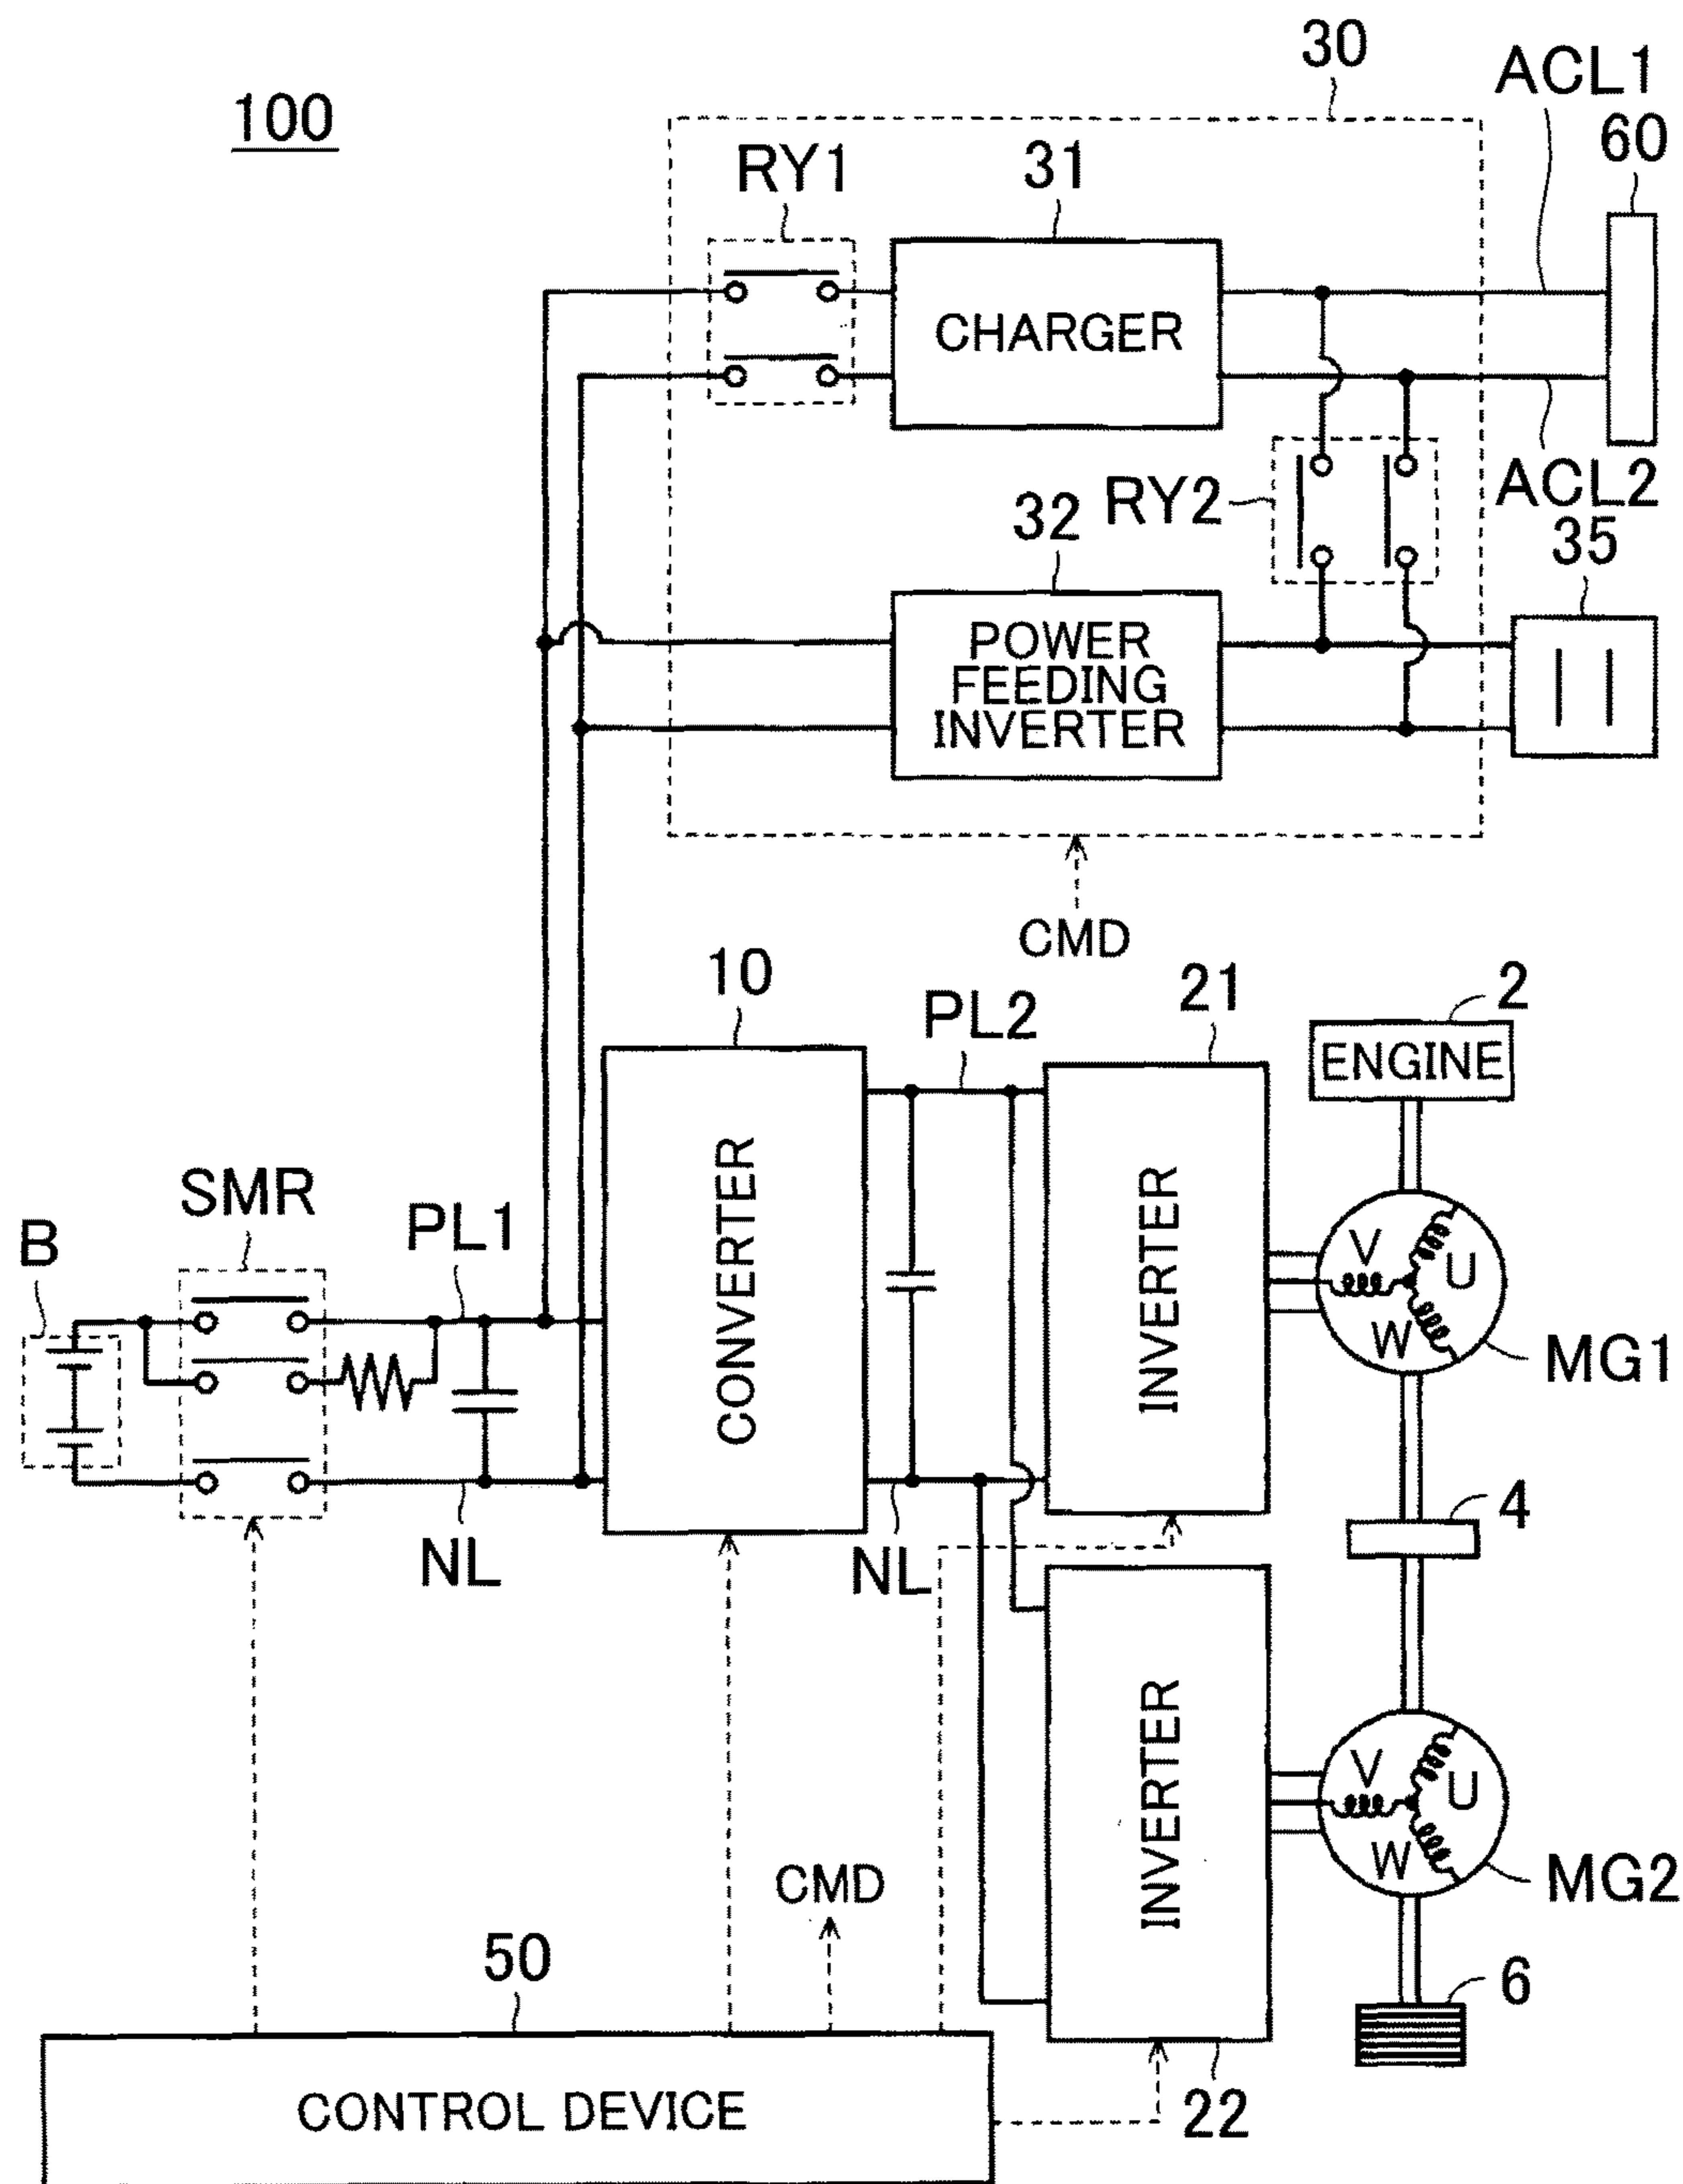 30
ACL1
100
60
RY1
31
CHARGER
ACL2
RY2
32
35
POWER
FEEDING
INVERTER
CMD
10
PL2
21
2
ENGINE
SMR
B
PL1
CONVERTER
INVERTER
V
U
W
MG1
NL
NL
4
INVERTER
V
U
W
MG2
CMD
50
6
CONTROL DEVICE
22